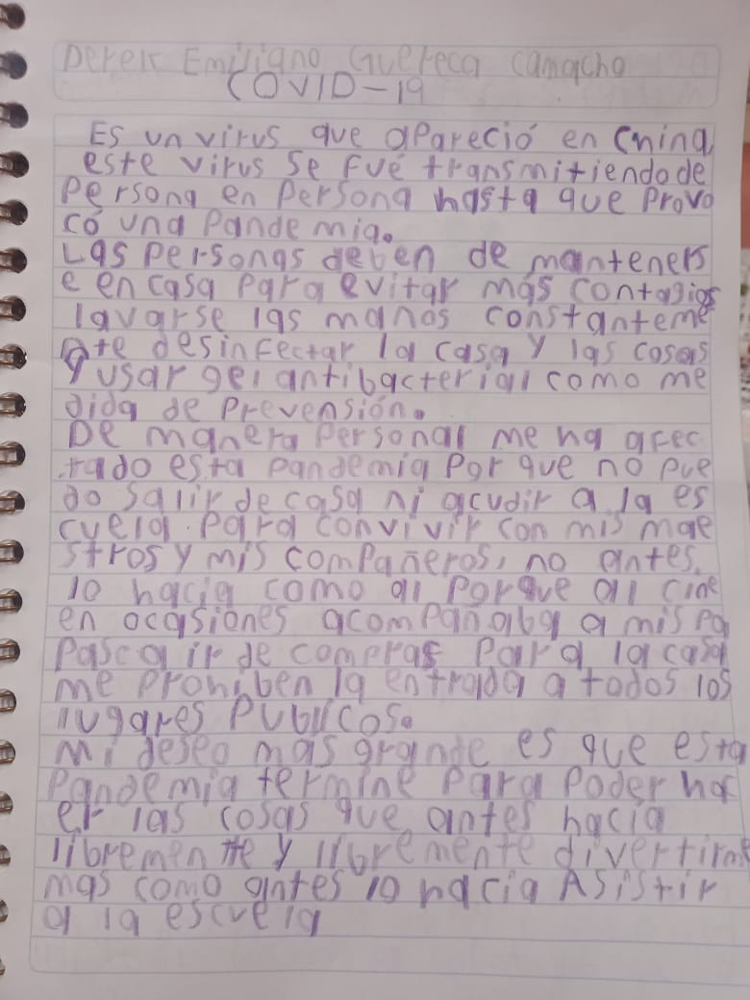 Derek Emiliano Guereca Camacho
COVID-19
Es un virus que apareció en China
este virus se fué transmitiendo de
persona en persona hasta que provo
có una pandemia.
Las personas deben de manteners
e en casa para evitar más contagios
lavarse las manos constanteme
nte desinfectar la casa y las cosas
y usar gel antibacterial como me
dida de prevensión.
De manera personal me ha afec
tado esta pandemia por que no pue
do salir de casa ni acudir a la es
cuela para convivir con mis mae
stros y mis compañeros, no antes
lo hacia como al porque al cine
en ocasiones acompañaba a mis pa
pas a ir de compras para la casa
me prohiben la entrada a todos los
lugares publicos.
Mi deseo mas grande es que esta
pandemia termine para poder hac
er las cosas que antes hacia
libremente y libremente divertirme
mas como antes lo hacia Asistir
a la escuela